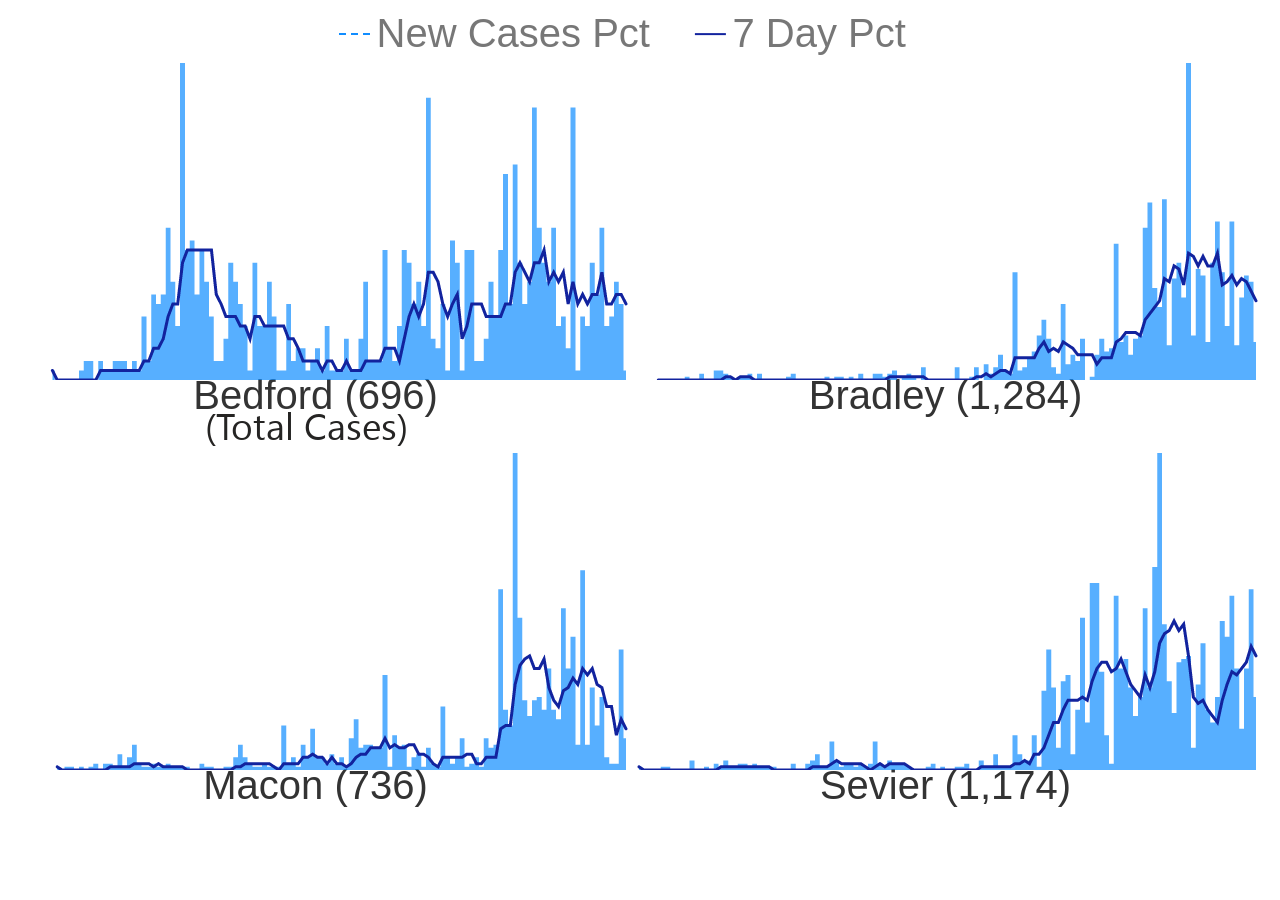 New Cases Pct 7 Day Pct
Bedford (696)
(Total Cases)
Bradley (1,284)
Macon (736)
Sevier (1,174)